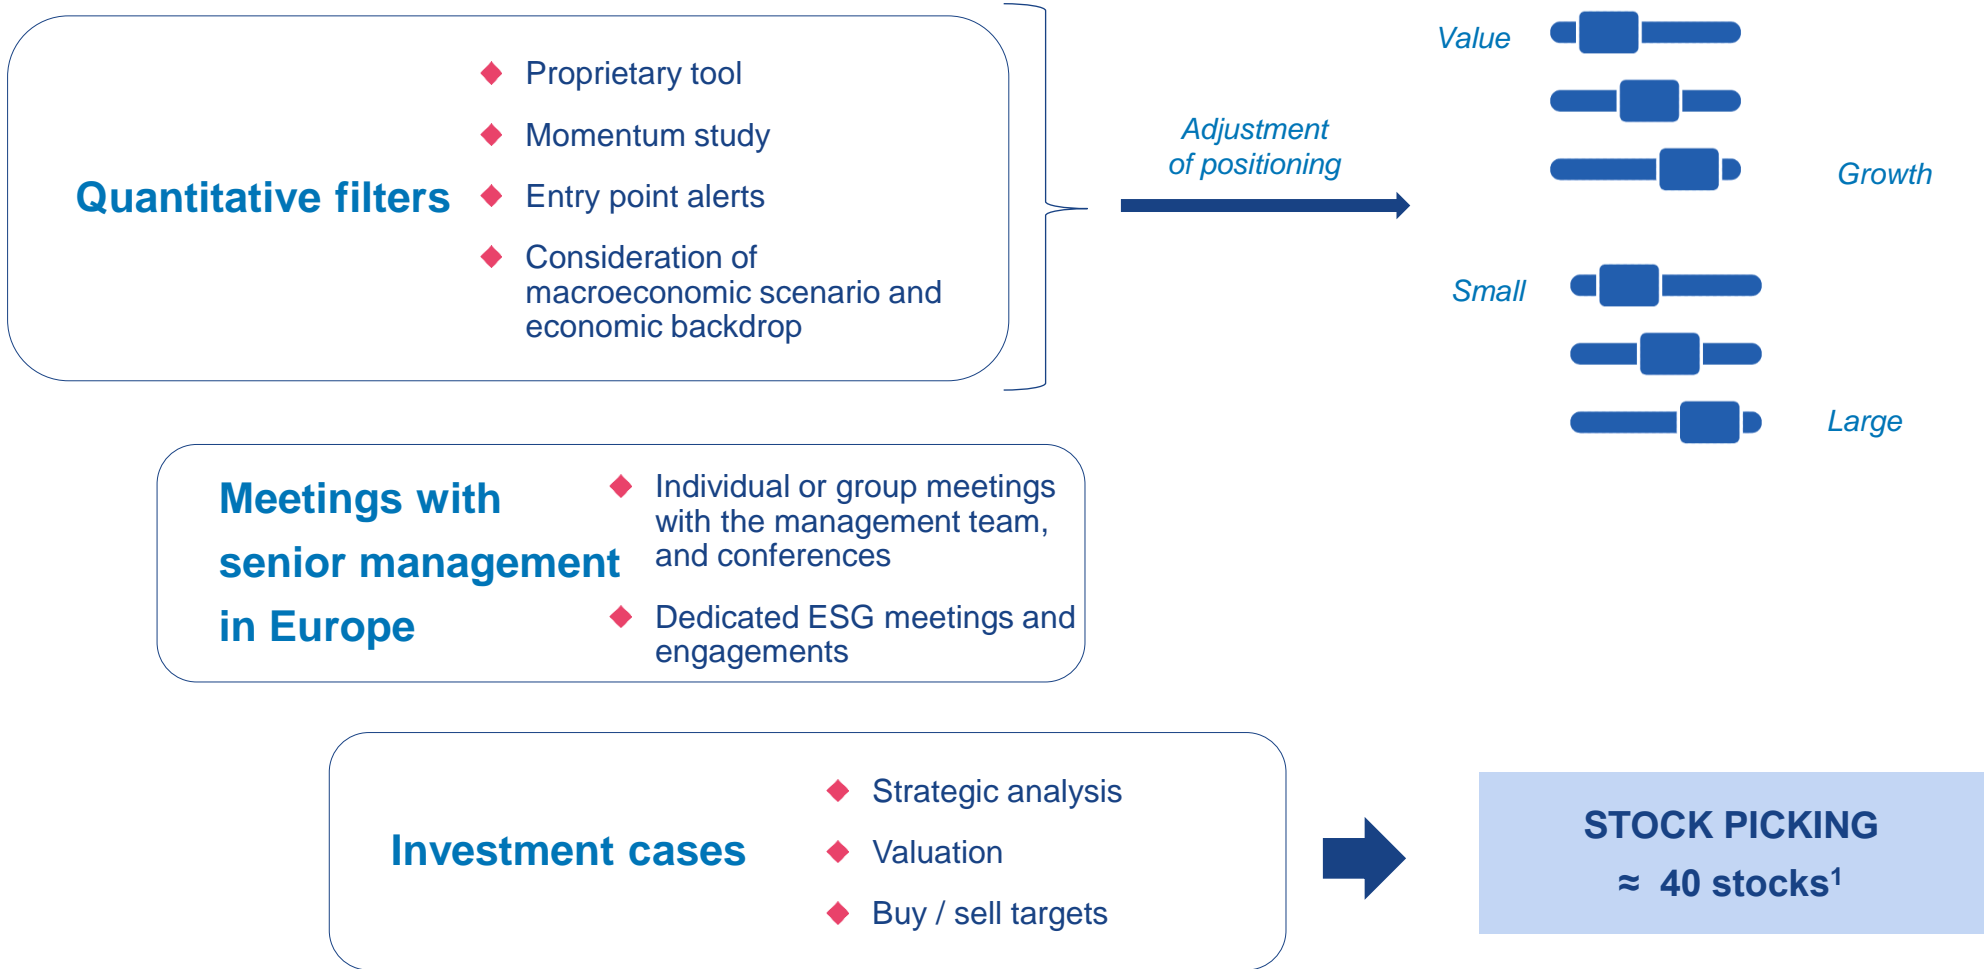 Quantitative filters
Proprietary tool
Momentum study
Entry point alerts
Consideration of
macroeconomic scenario and
economic backdrop
Adjustment
of positioning
Value
Growth
Small
Large
Meetings with
senior management
in Europe
Individual or group meetings
with the management team,
and conferences
Dedicated ESG meetings and
engagements
Investment cases
Strategic analysis
Valuation
Buy / sell targets
STOCK PICKING
≈ 40 stocks¹